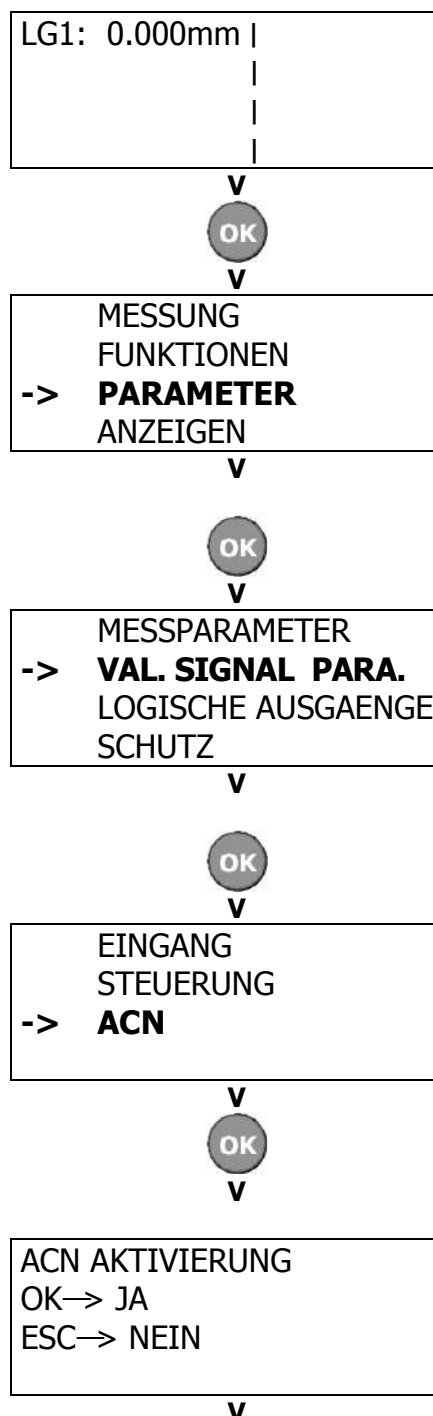 LG1: 0.000mm |
|
|
|
v
OK
v
MESSUNG
FUNKTIONEN
-> PARAMETER
ANZEIGEN
v
OK
v
MESSPARAMETER
-> VAL. SIGNAL PARA.
LOGISCHE AUSGAENGE
SCHUTZ
v
OK
v
EINGANG
STEUERUNG
-> ACN
v
OK
v
ACN AKTIVIERUNG
OK—> JA
ESC—> NEIN
v